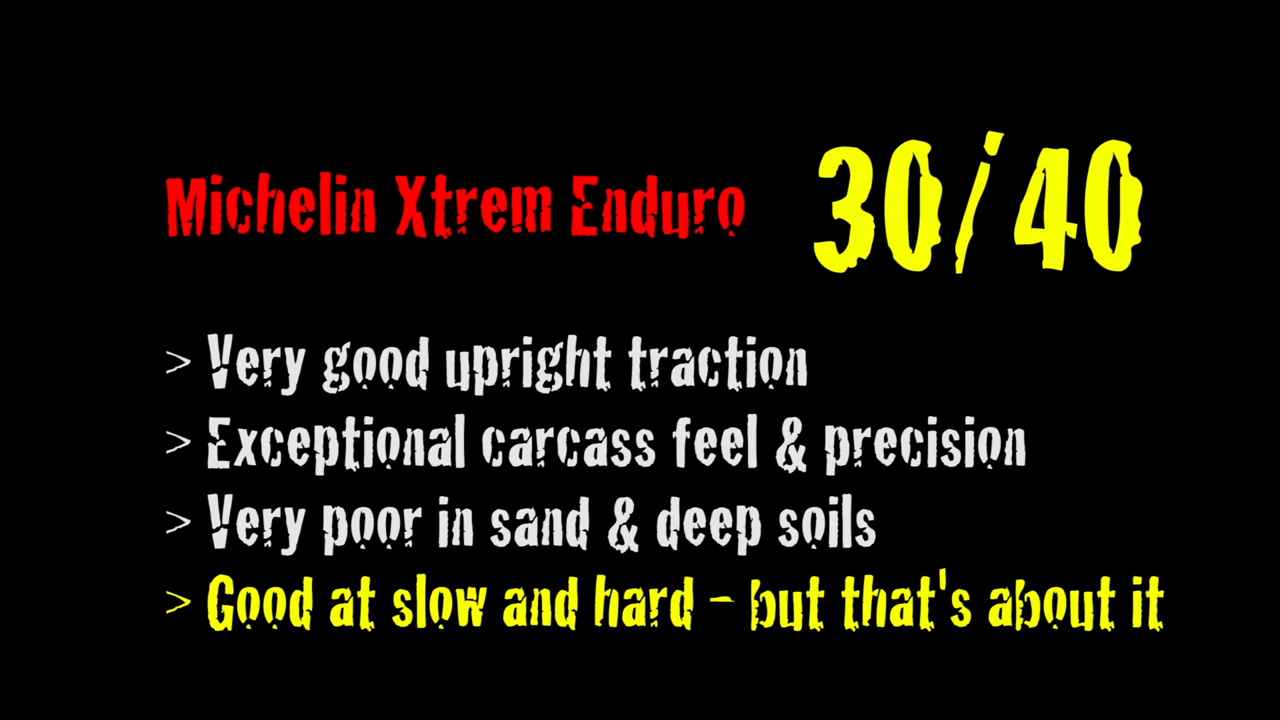 Michelin Xtrem Enduro 30/40
> Very good upright traction
> Exceptional carcass feel & precision
> Very poor in sand & deep soils
> Good at slow and hard - but that's about it